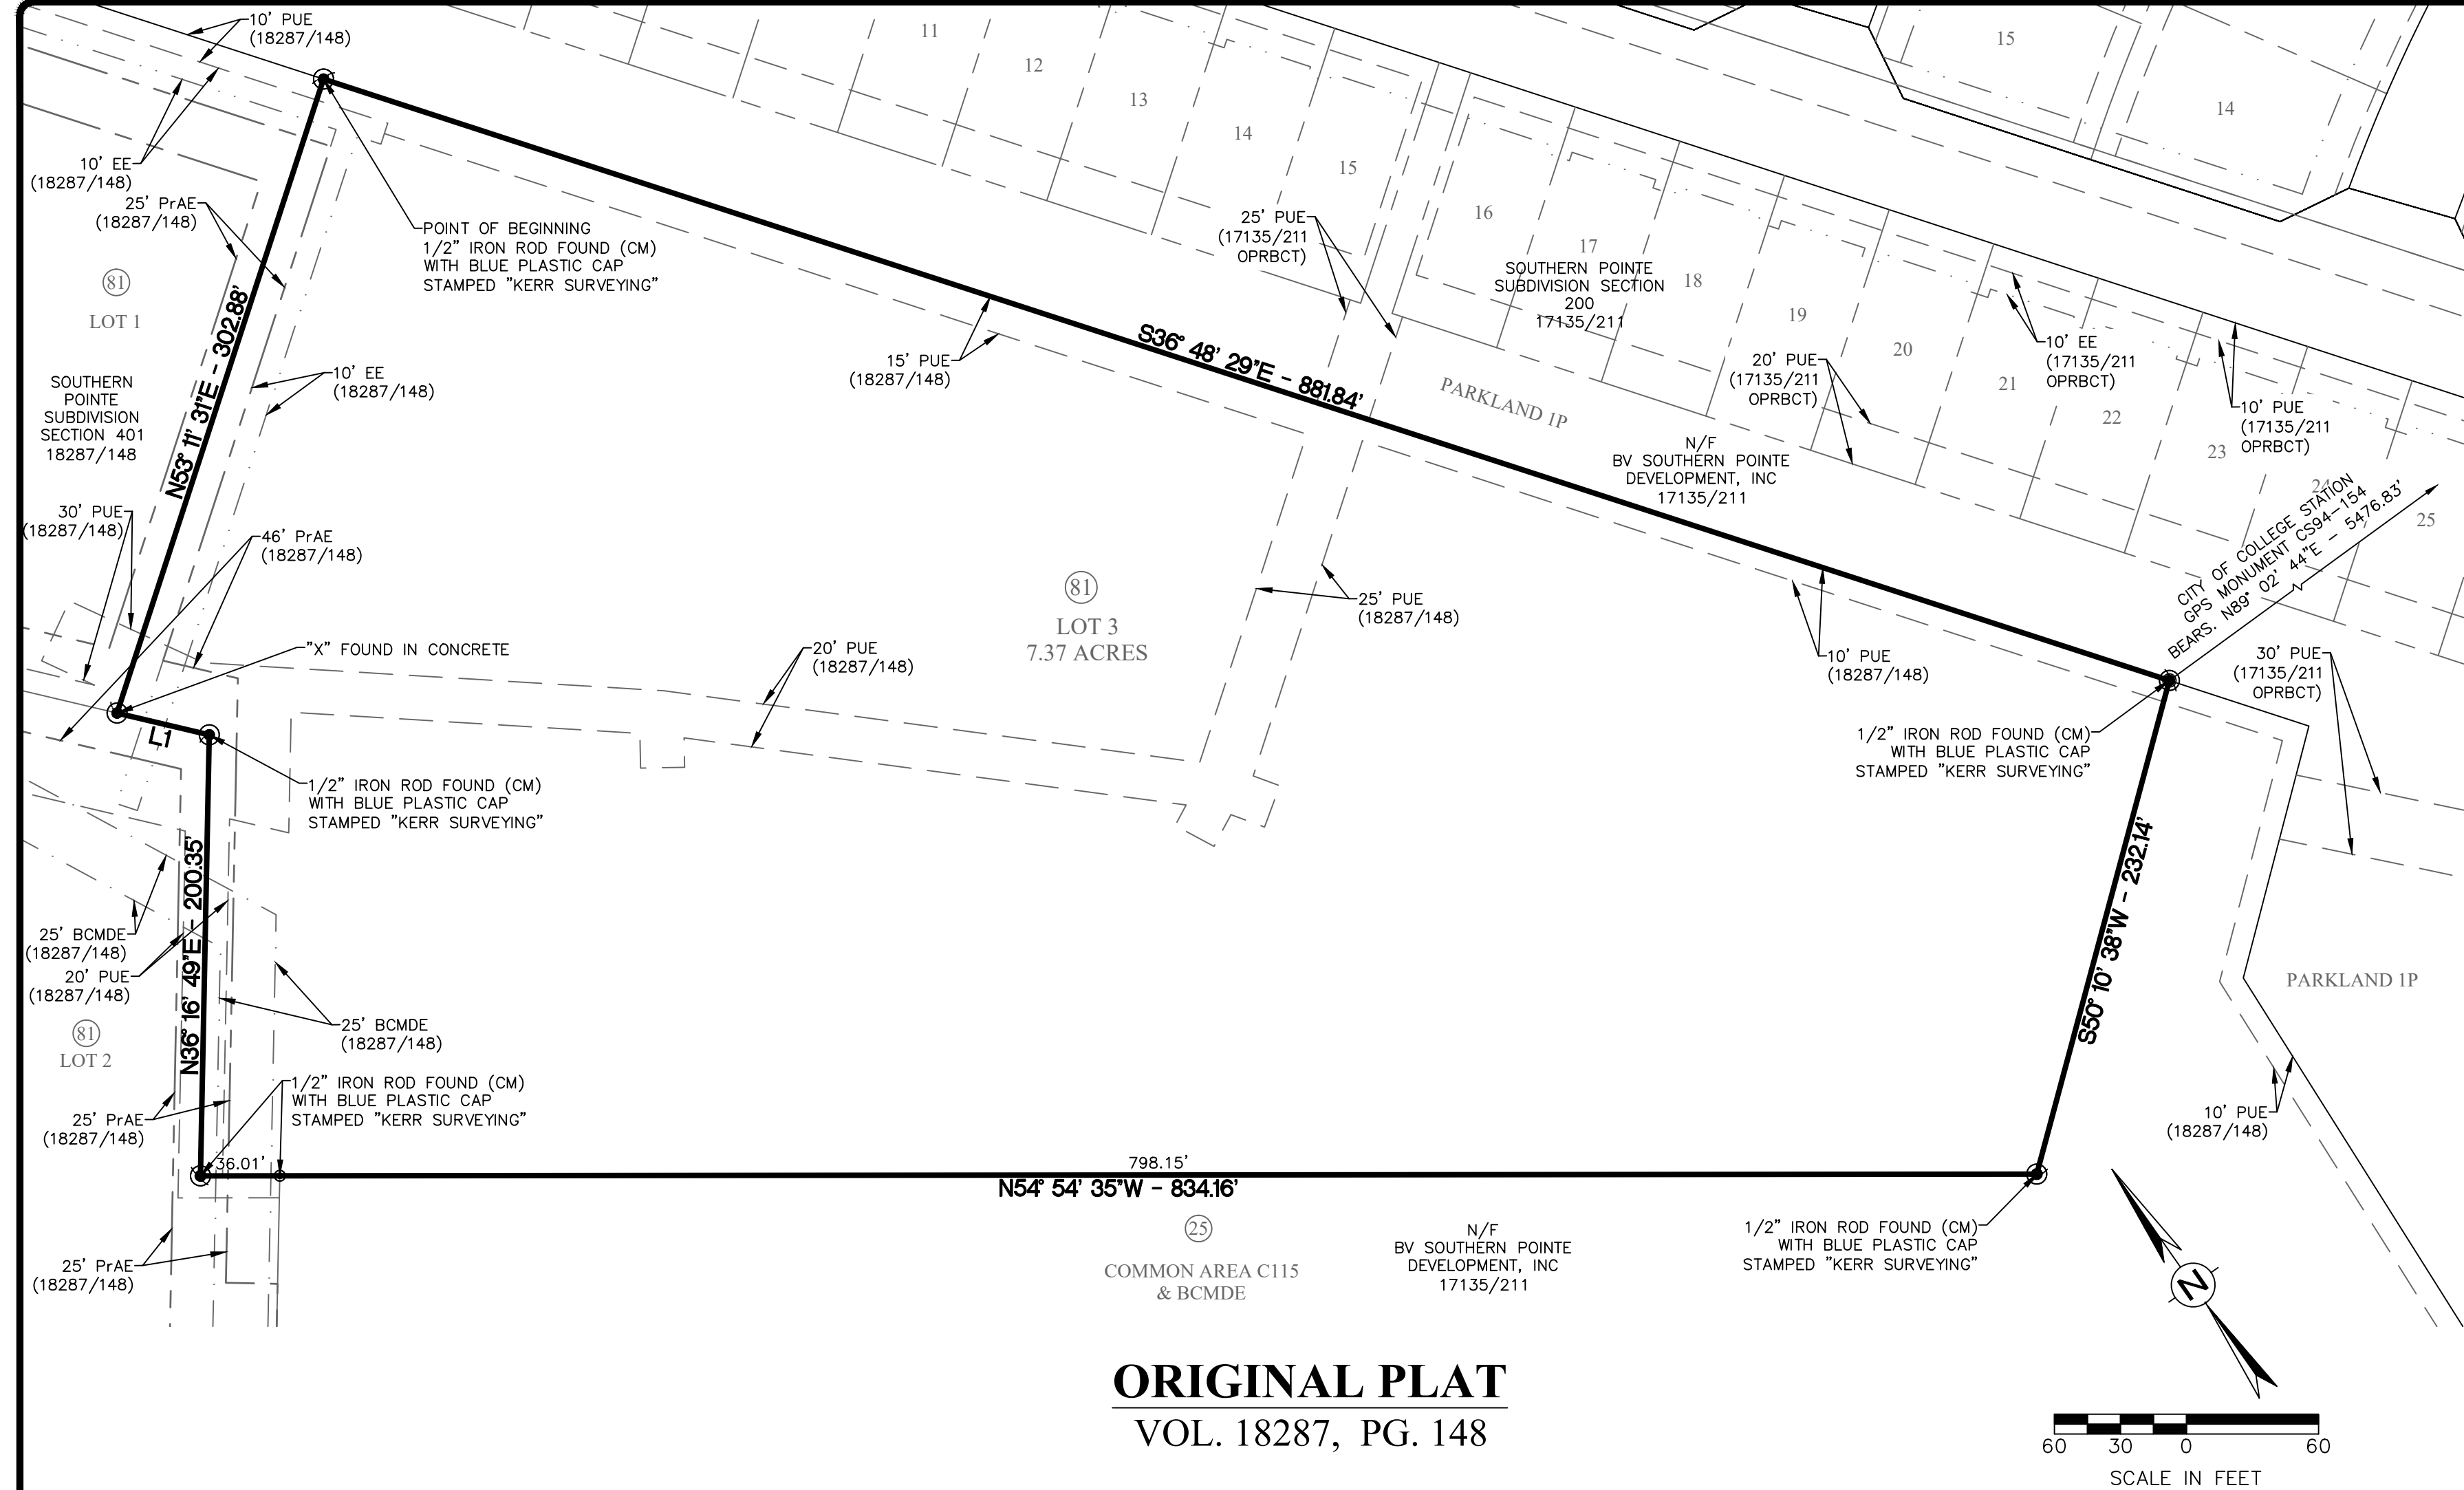 10' PUE
(18287/148)
10' EE
(18287/148)
25' PrAE
(18287/148)
81
LOT 1
SOUTHERN
POINTE
SUBDIVISION
SECTION 401
18287/148
N53° 11' 31"E - 302.88'
10' EE
(18287/148)
30' PUE
(18287/148)
46' PrAE
(18287/148)
"X" FOUND IN CONCRETE
L1
POINT OF BEGINNING
1/2" IRON ROD FOUND (CM)
WITH BLUE PLASTIC CAP
STAMPED "KERR SURVEYING"
15' PUE
(18287/148)
S36° 48' 29"E - 881.84'
11
12
13
14
15
16
17
18
19
20
21
22
23
24
25
15
14
25' PUE
(17135/211
OPRBCT)
SOUTHERN POINTE
SUBDIVISION SECTION
200
17135/211
20' PUE
(17135/211
OPRBCT)
10' EE
(17135/211
OPRBCT)
10' PUE
(17135/211
OPRBCT)
PARKLAND 1P
N/F
BV SOUTHERN POINTE
DEVELOPMENT, INC
17135/211
CITY OF COLLEGE STATION
GPS MONUMENT CS94-154
BEARS. N89° 02' 44"E - 5476.83'
81
LOT 3
7.37 ACRES
25' PUE
(18287/148)
20' PUE
(18287/148)
10' PUE
(18287/148)
30' PUE
(17135/211
OPRBCT)
1/2" IRON ROD FOUND (CM)
WITH BLUE PLASTIC CAP
STAMPED "KERR SURVEYING"
1/2" IRON ROD FOUND (CM)
WITH BLUE PLASTIC CAP
STAMPED "KERR SURVEYING"
N36° 16' 49"E - 200.35'
S50° 10' 38"W - 232.14'
25' BCMDE
(18287/148)
20' PUE
(18287/148)
25' BCMDE
(18287/148)
PARKLAND 1P
81
LOT 2
1/2" IRON ROD FOUND (CM)
WITH BLUE PLASTIC CAP
STAMPED "KERR SURVEYING"
25' PrAE
(18287/148)
10' PUE
(18287/148)
36.01'
798.15'
N54° 54' 35"W - 834.16'
25
COMMON AREA C115
& BCMDE
N/F
BV SOUTHERN POINTE
DEVELOPMENT, INC
17135/211
1/2" IRON ROD FOUND (CM)
WITH BLUE PLASTIC CAP
STAMPED "KERR SURVEYING"
25' PrAE
(18287/148)
N
ORIGINAL PLAT
VOL. 18287, PG. 148
60 30 0 60
SCALE IN FEET